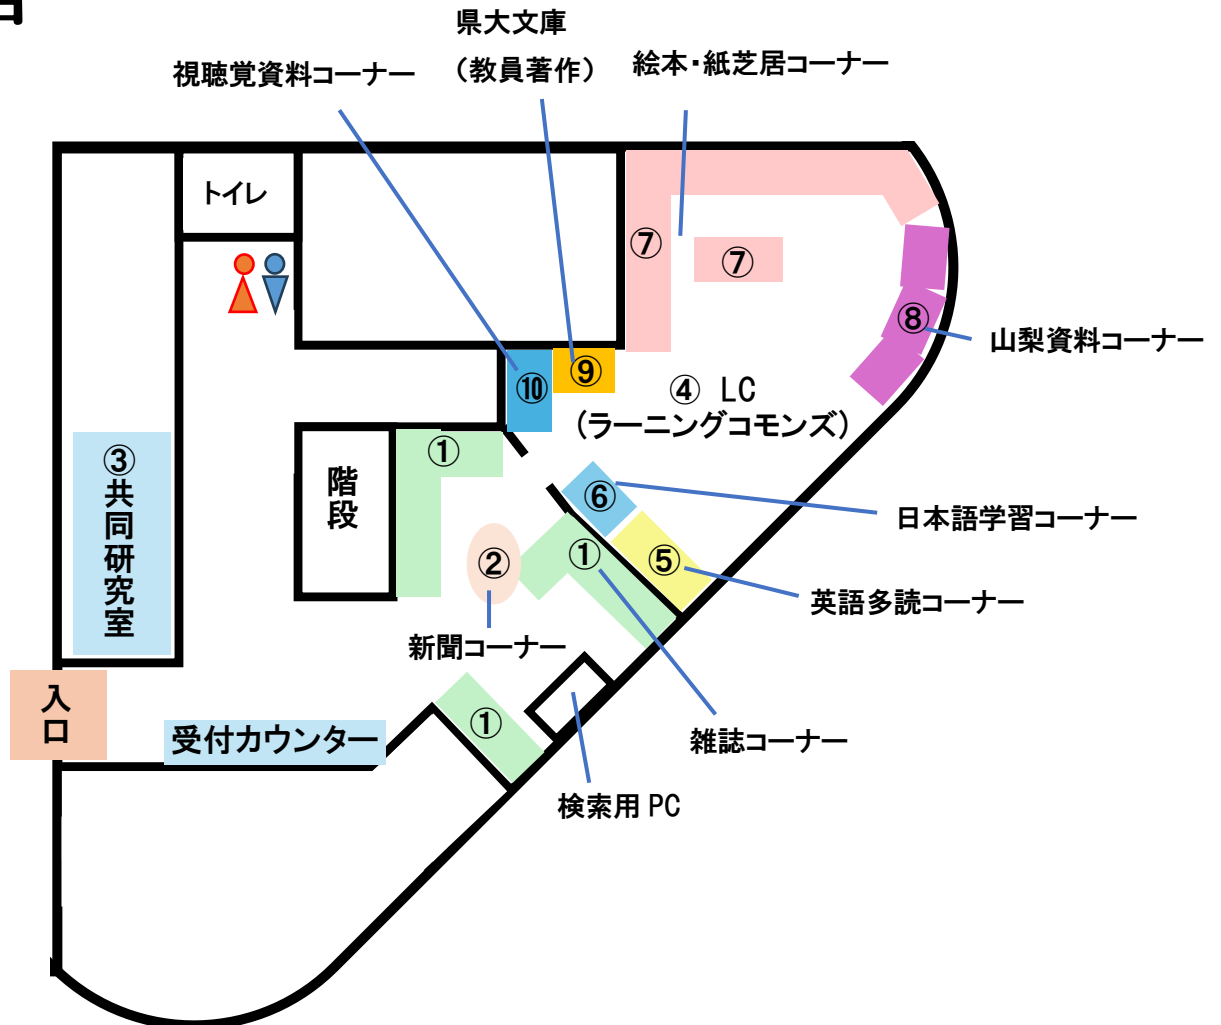 県大文庫
視聴覚資料コーナー
（教員著作）
絵本・紙芝居コーナー
トイレ
⑦
⑦
⑧
山梨資料コーナー
⑩
⑨
④ LC
（ラーニングコモンズ）
①
階段
③
共同研究室
⑥
日本語学習コーナー
②
①
⑤
英語多読コーナー
新聞コーナー
入口
受付カウンター
①
雑誌コーナー
検索用 PC